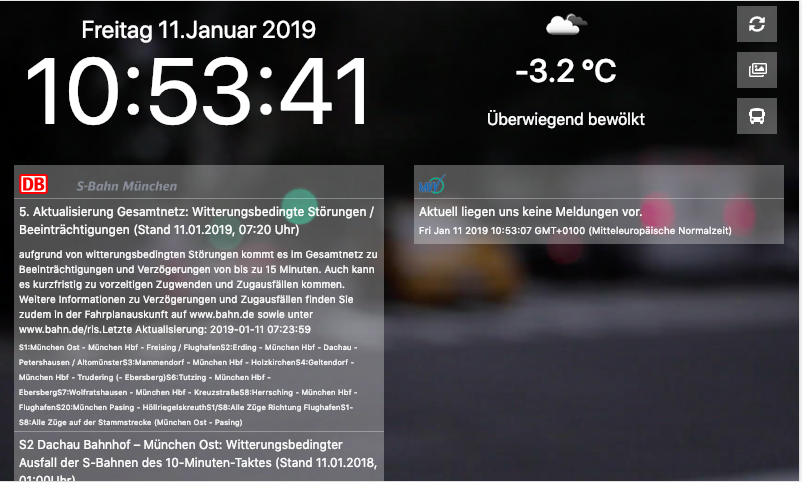 Freitag 11.Januar 2019
10:53:41
-3.2 °C
Überwiegend bewölkt
DB S-Bahn München
5. Aktualisierung Gesamtnetz: Witterungsbedingte Störungen /
Beeinträchtigungen (Stand 11.01.2019, 07:20 Uhr)
aufgrund von witterungsbedingten Störungen kommt es im Gesamtnetz zu
Beeinträchtigungen und Verzögerungen von bis zu 15 Minuten. Auch kann
es kurzfristig zu vorzeitigen Zugwenden und Zugausfällen kommen.
Weitere Informationen zu Verzögerungen und Zugausfällen finden Sie
zudem in der Fahrplanauskunft auf www.bahn.de sowie unter
www.bahn.de/ris.Letzte Aktualisierung: 2019-01-11 07:23:59
S1:München Ost - München Hbf - Freising / FlughafenS2:Erding - München Hbf - Dachau -
Petershausen / AltomünsterS3:Mammendorf - München Hbf - HolzkirchenS4:Geltendorf -
München Hbf - Trudering (- Ebersberg)S6:Tutzing - München Hbf -
EbersbergS7:Wolfratshausen - München Hbf - KreuzstraßeS8:Herrsching - München Hbf -
FlughafenS20:München Pasing - HöllriegelskreuthS1/S8:Alle Züge Richtung FlughafenS1-
S8:Alle Züge auf der Stammstrecke (München Ost - Pasing)
S2 Dachau Bahnhof – München Ost: Witterungsbedingter
Ausfall der S-Bahnen des 10-Minuten-Taktes (Stand 11.01.2018,
01:00Uhr)
Aktuell liegen uns keine Meldungen vor.
Fri Jan 11 2019 10:53:07 GMT+0100 (Mitteleuropäische Normalzeit)